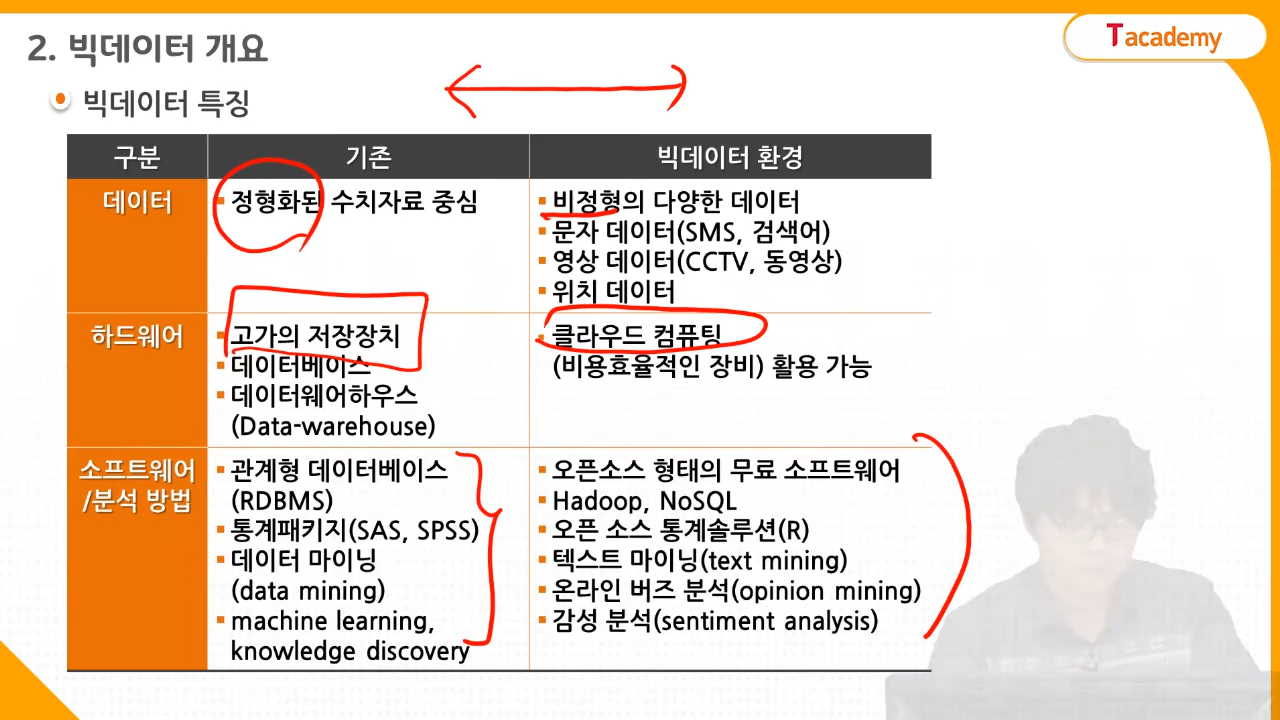 2. 빅데이터 개요
Tacademy
빅데이터 특징
구분
기존
빅데이터 환경
데이터
정형화된 수치자료 중심
비정형의 다양한 데이터
문자 데이터(SMS, 검색어)
영상 데이터(CCTV, 동영상)
위치 데이터
하드웨어
고가의 저장장치
데이터베이스
데이터웨어하우스
(Data-warehouse)
클라우드 컴퓨팅
(비용효율적인 장비) 활용 가능
소프트웨어
/분석 방법
관계형 데이터베이스
(RDBMS)
통계패키지(SAS, SPSS)
데이터 마이닝
(data mining)
machine learning,
knowledge discovery
오픈소스 형태의 무료 소프트웨어
Hadoop, NoSQL
오픈 소스 통계솔루션(R)
텍스트 마이닝(text mining)
온라인 버즈 분석(opinion mining)
감성 분석(sentiment analysis)